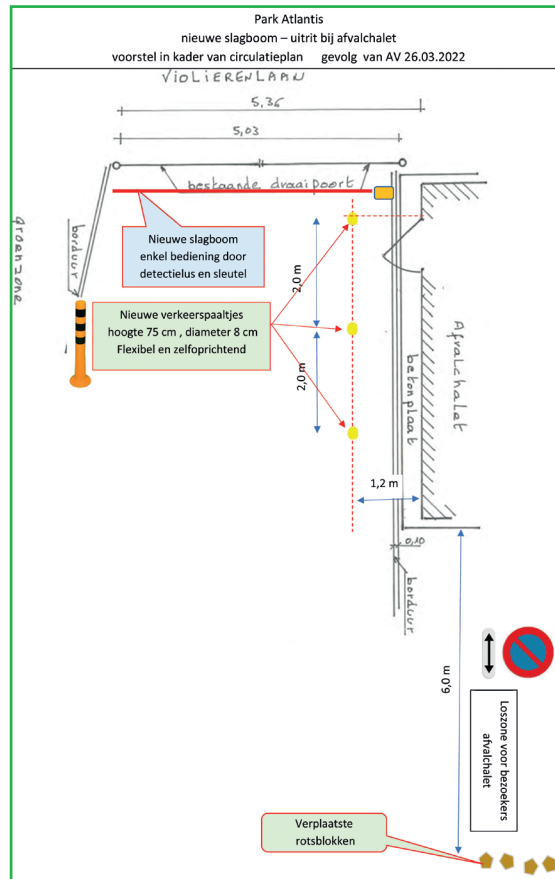 Park Atlantis
nieuwe slagboom – uitrit bij afvalchalet
voorstel in kader van circulatieplan gevolg van AV 26.03.2022
VIOLIERENLAAN
5,36
5,03
bestaande draaipoort
groenzone
borduur
Nieuwe slagboom
enkel bediening door
detectielus en sleutel
2,0 m
Nieuwe verkeerspaaltjes
hoogte 75 cm , diameter 8 cm
Flexibel en zelfoprichtend
2,0 m
Afvalchalet
betonplaat
1,2 m
0,10
borduur
6,0 m
Loszone voor bezoekers
afvalchalet
Verplaatste
rotsblokken